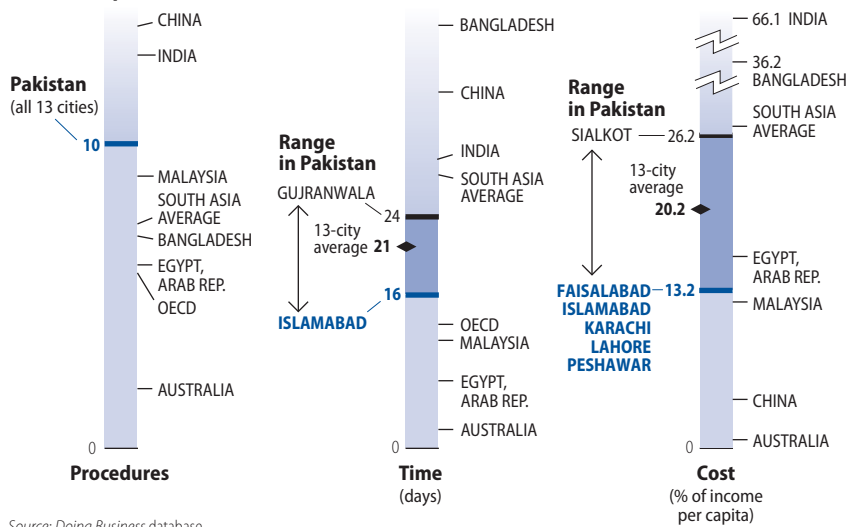 CHINA
INDIA
Pakistan
(all 13 cities)
10
MALAYSIA
SOUTH ASIA
AVERAGE
BANGLADESH
EGYPT,
ARAB REP.
OECD
AUSTRALIA
0
Procedures
BANGLADESH
CHINA
Range
in Pakistan
INDIA
SOUTH ASIA
AVERAGE
GUJRANWALA
24
13-city
average 21
16
ISLAMABAD
OECD
MALAYSIA
EGYPT,
ARAB REP.
AUSTRALIA
0
Time
(days)
66.1 INDIA
36.2
BANGLADESH
Range
in Pakistan
SOUTH ASIA
AVERAGE
SIALKOT 26.2
13-city
average
20.2
EGYPT,
ARAB REP.
FAISALABAD 13.2
ISLAMABAD
KARACHI
LAHORE
PESHAWAR
MALAYSIA
CHINA
AUSTRALIA
0
Cost
(% of income
per capita)
Source: Doing Business database